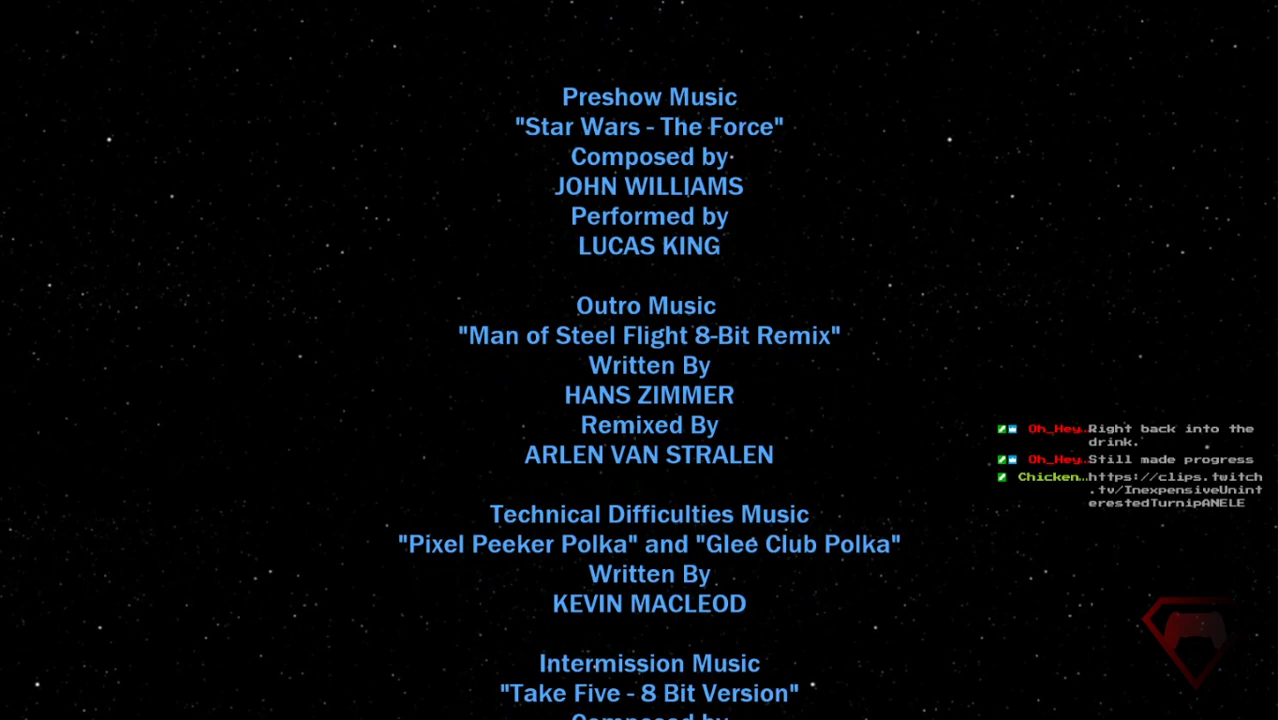 Preshow Music
"Star Wars - The Force"
Composed by
JOHN WILLIAMS
Performed by
LUCAS KING
Outro Music
"Man of Steel Flight 8-Bit Remix"
Written By
HANS ZIMMER
Remixed By
ARLEN VAN STRALEN
Technical Difficulties Music
"Pixel Peeker Polka" and "Glee Club Polka"
Written By
KEVIN MACLEOD
Intermission Music
"Take Five - 8 Bit Version"
Composed by
Oh_Hey… Right back into the
drink.
Oh_Hey… Still made progress
Chicken… https://clips.twitch
.tv/InexpensiveUnint
erestedTurnipANELE